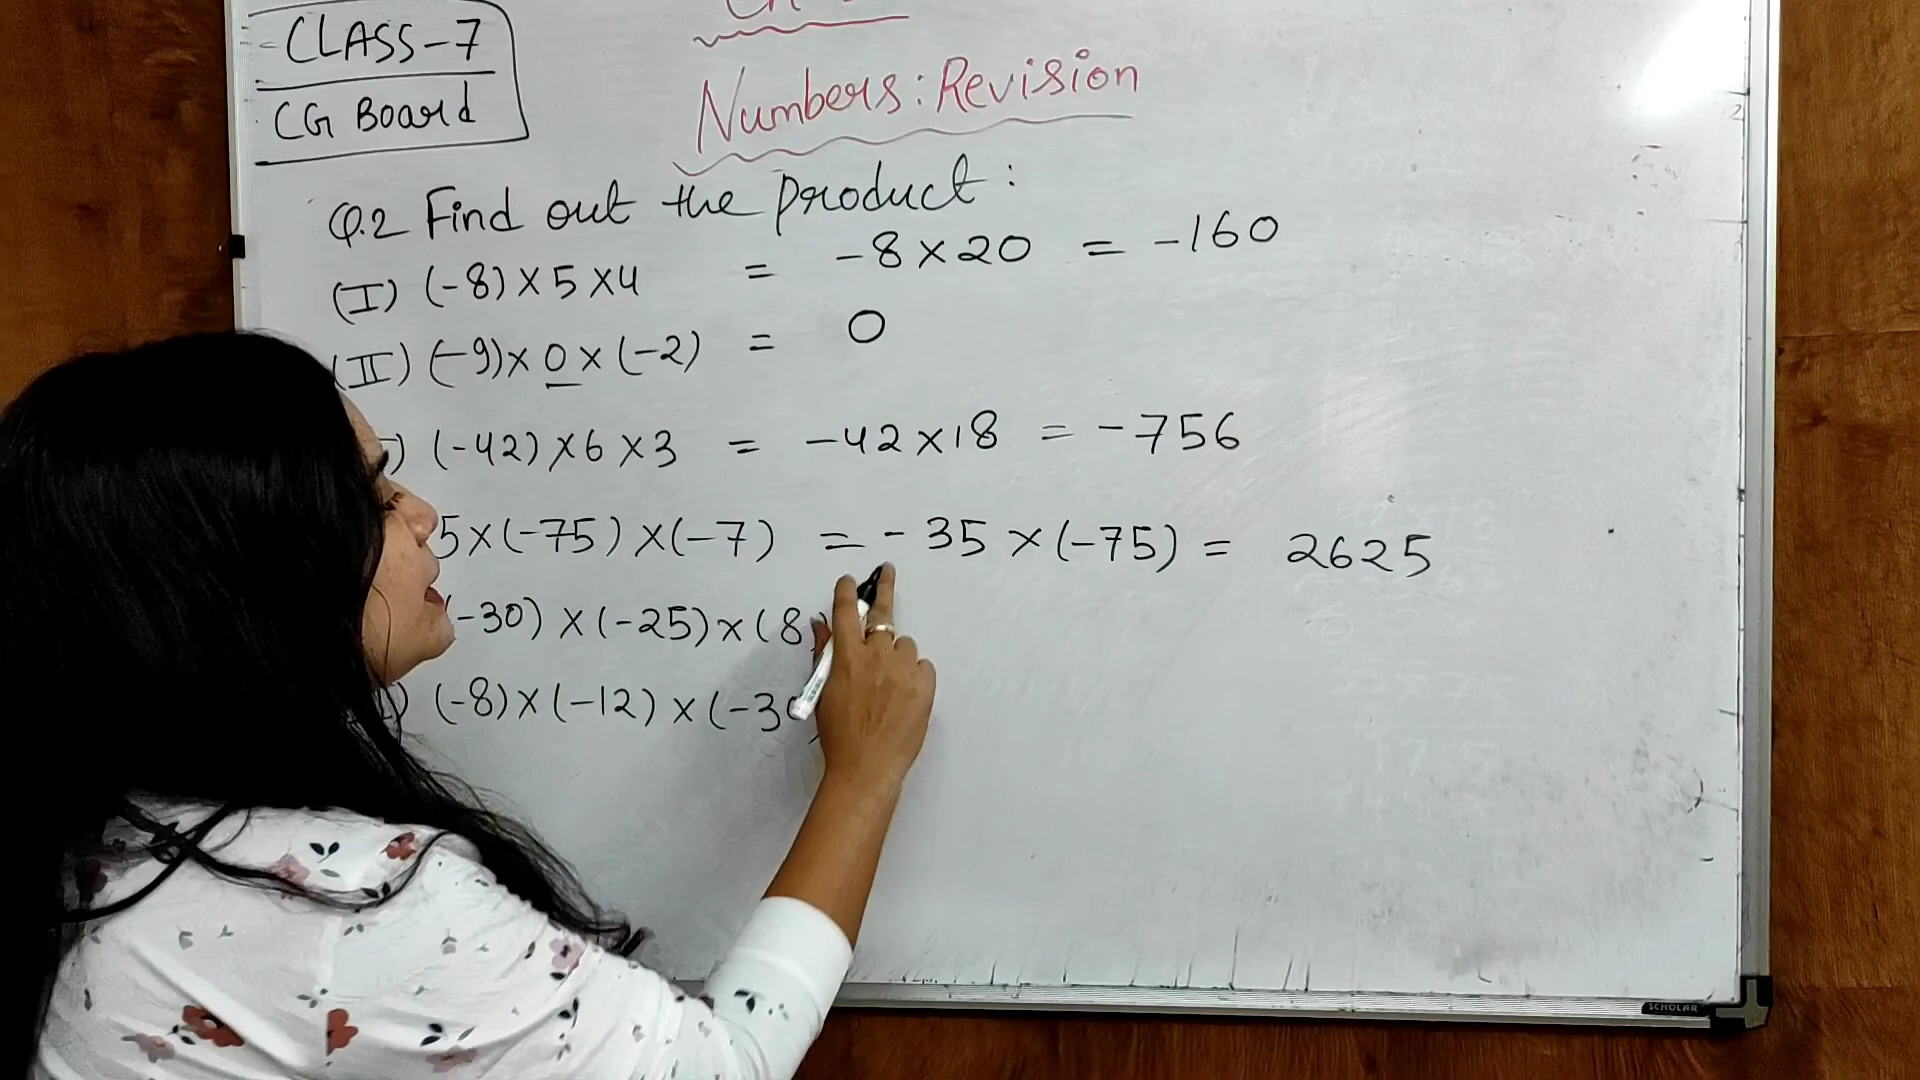 CLASS-7
CG Board
Numbers: Revision
Q.2 Find out the product:
(I) (-8)×5×4 = -8×20 = -160
(II) (-9)×0×(-2) = 0
) (-42)×6×3 = -42×18 = -756
5×(-75)×(-7) = -35×(-75) = 2625
(-30)×(-25)×(8)
) (-8)×(-12)×(-30
SCHOLAR